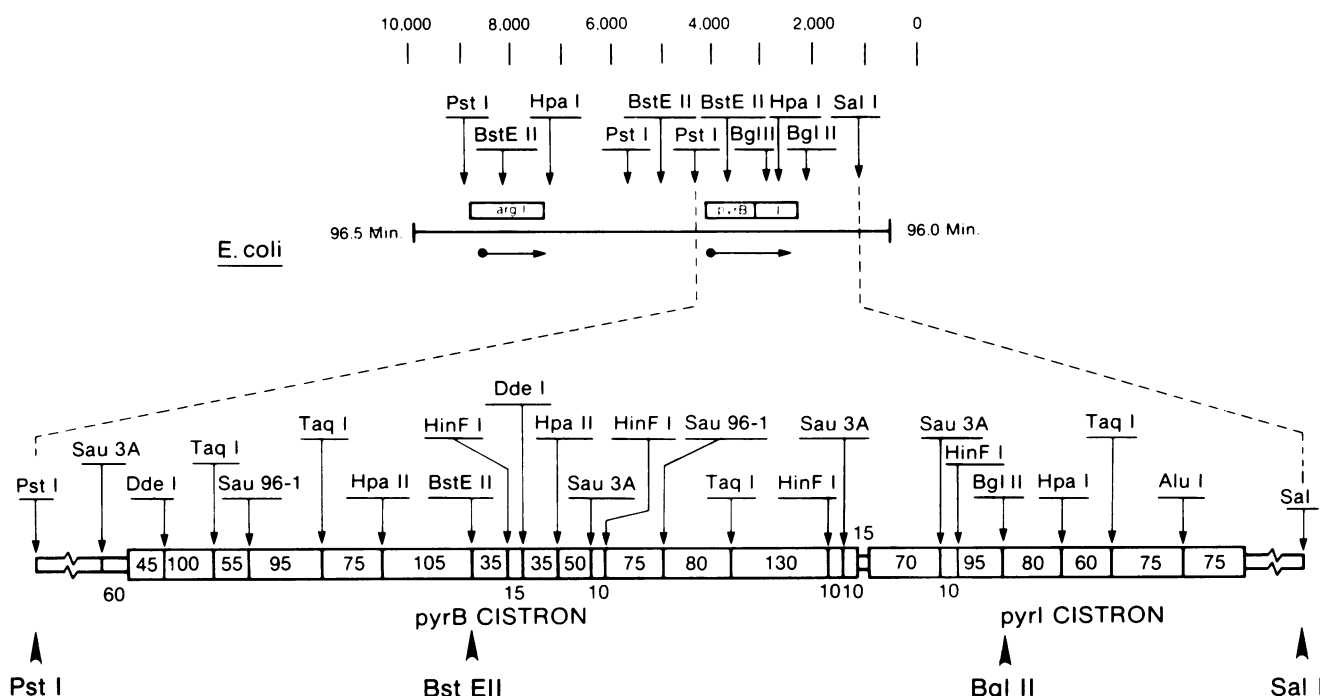 10.000 8.000 6.000 4.000 2.000 0
Pst I Hpa I BstE II BstE II Hpa I Sal I
BstE II Pst I Pst I BglII Bgl II
arg I pyrB I
96.5 Min. 96.0 Min.
E. coli
Dde I
Taq I HinF I Hpa II HinF I Sau 96-1 Sau 3A Sau 3A Taq I
Sau 3A Taq I HinF I
Pst I Dde I Sau 96-1 Hpa II BstE II Sau 3A Taq I HinF I Bgl II Hpa I Alu I Sal
15
45 100 55 95 75 105 35 35 50 75 80 130 70 95 80 60 75 75
60 15 10 10 10 10
pyrB CISTRON pyrI CISTRON
Pst I Bst EII Bgl II Sal I